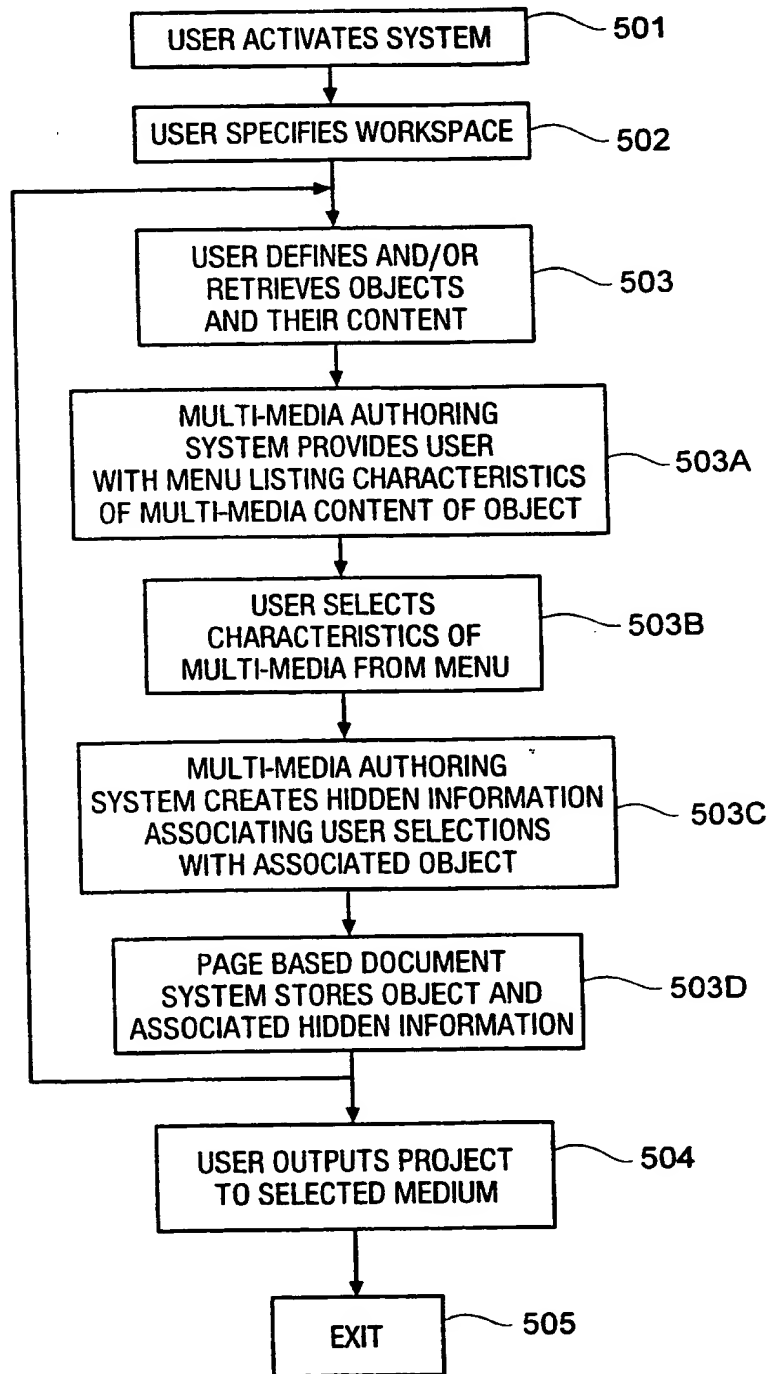 USER ACTIVATES SYSTEM
501
USER SPECIFIES WORKSPACE
502
USER DEFINES AND/OR
RETRIEVES OBJECTS
AND THEIR CONTENT
503
MULTI-MEDIA AUTHORING
SYSTEM PROVIDES USER
WITH MENU LISTING CHARACTERISTICS
OF MULTI-MEDIA CONTENT OF OBJECT
503A
USER SELECTS
CHARACTERISTICS OF
MULTI-MEDIA FROM MENU
503B
MULTI-MEDIA AUTHORING
SYSTEM CREATES HIDDEN INFORMATION
ASSOCIATING USER SELECTIONS
WITH ASSOCIATED OBJECT
503C
PAGE BASED DOCUMENT
SYSTEM STORES OBJECT AND
ASSOCIATED HIDDEN INFORMATION
503D
USER OUTPUTS PROJECT
TO SELECTED MEDIUM
504
EXIT
505